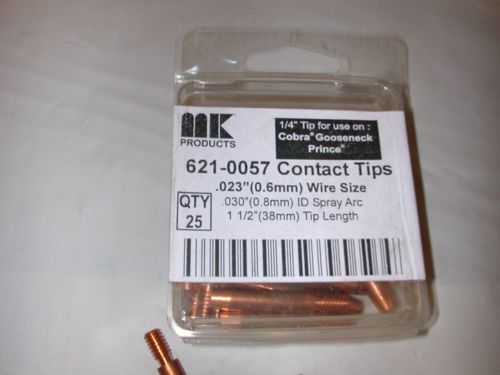 MK
PRODUCTS
1/4" Tip for use on :
Cobra® Gooseneck
Prince®
621-0057 Contact Tips
.023"(0.6mm) Wire Size
.030"(0.8mm) ID Spray Arc
1 1/2"(38mm) Tip Length
QTY
25